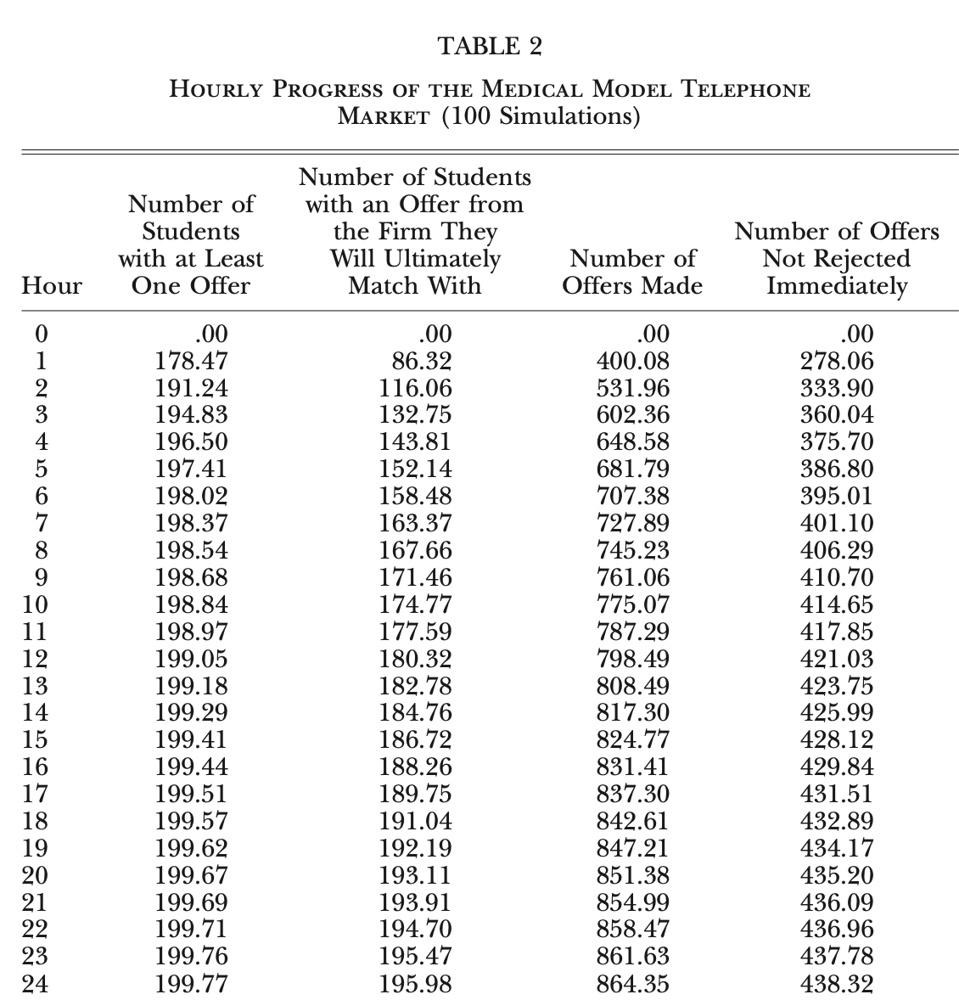 TABLE 2
HOURLY PROGRESS OF THE MEDICAL MODEL TELEPHONE
MARKET (100 Simulations)
Hour Number of Students with at Least One Offer Number of Students with an Offer from the Firm They Will Ultimately Match With Number of Offers Made Number of Offers Not Rejected Immediately
0 .00 .00 .00 .00
1 178.47 86.32 400.08 278.06
2 191.24 116.06 531.96 333.90
3 194.83 132.75 602.36 360.04
4 196.50 143.81 648.58 375.70
5 197.41 152.14 681.79 386.80
6 198.02 158.48 707.38 395.01
7 198.37 163.37 727.89 401.10
8 198.54 167.66 745.23 406.29
9 198.68 171.46 761.06 410.70
10 198.84 174.77 775.07 414.65
11 198.97 177.59 787.29 417.85
12 199.05 180.32 798.49 421.03
13 199.18 182.78 808.49 423.75
14 199.29 184.76 817.30 425.99
15 199.41 186.72 824.77 428.12
16 199.44 188.26 831.41 429.84
17 199.51 189.75 837.30 431.51
18 199.57 191.04 842.61 432.89
19 199.62 192.19 847.21 434.17
20 199.67 193.11 851.38 435.20
21 199.69 193.91 854.99 436.09
22 199.71 194.70 858.47 436.96
23 199.76 195.47 861.63 437.78
24 199.77 195.98 864.35 438.32